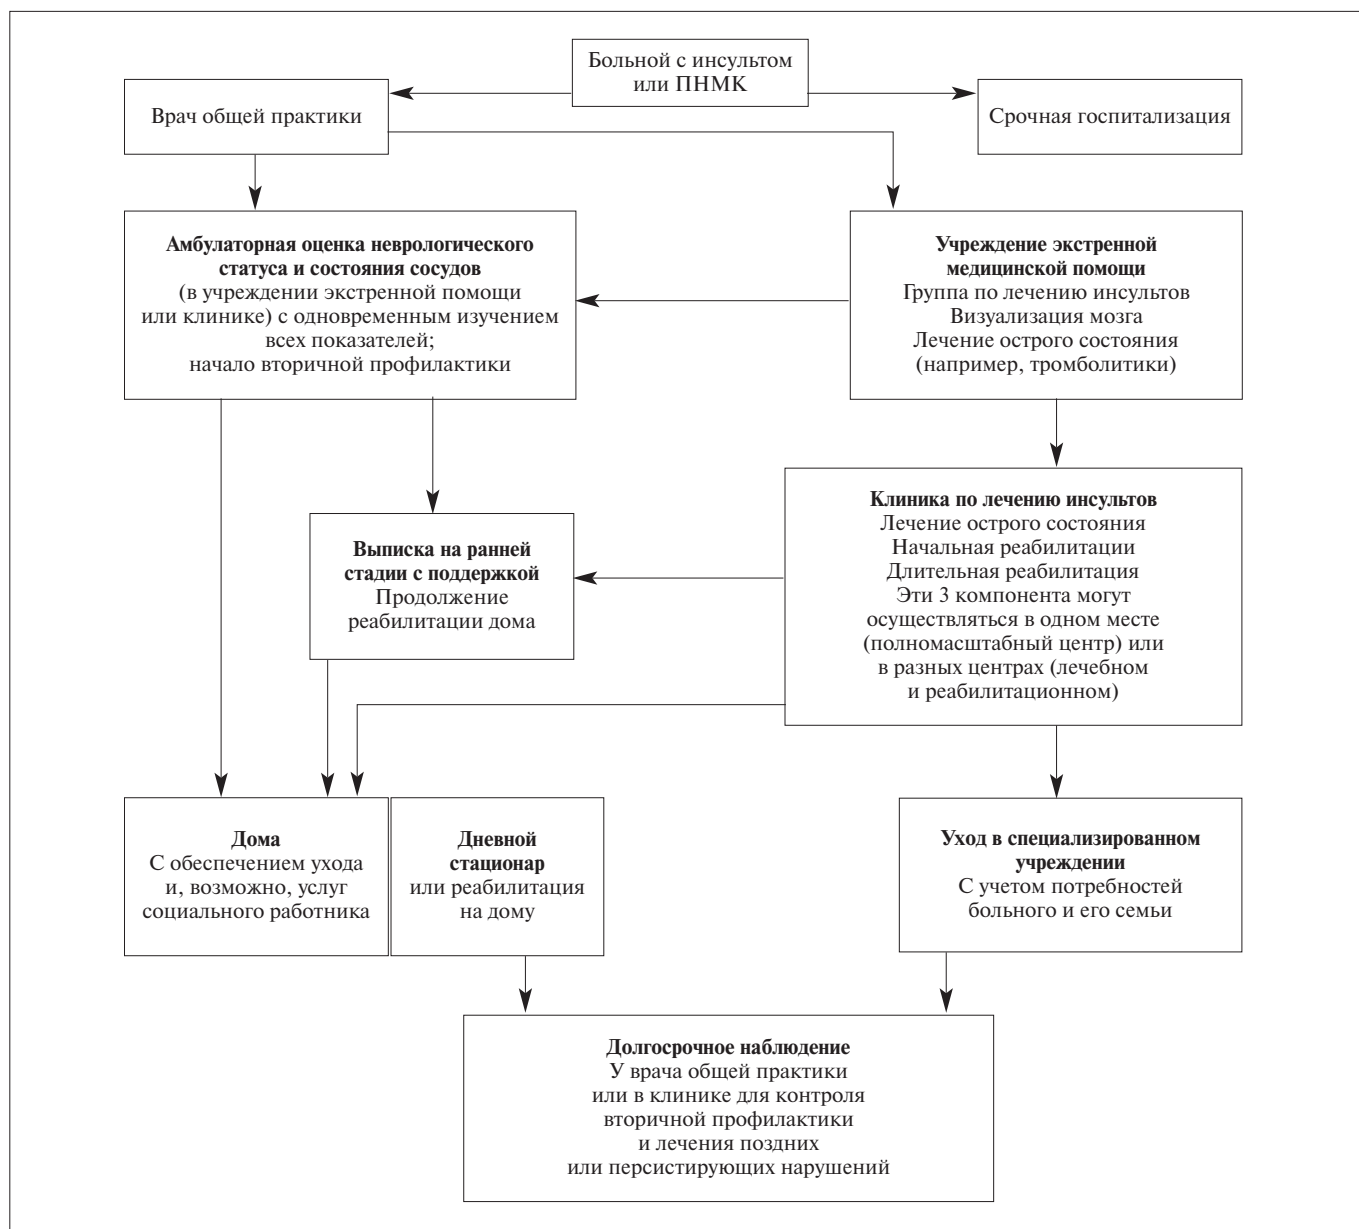 Больной с инсультом
или ПНМК
Врач общей практики
Срочная госпитализация
Амбулаторная оценка неврологического
статуса и состояния сосудов
(в учреждении экстренной помощи
или клинике) с одновременным изучением
всех показателей;
начало вторичной профилактики
Учреждение экстренной
медицинской помощи
Группа по лечению инсультов
Визуализация мозга
Лечение острого состояния
(например, тромболитики)
Клиника по лечению инсультов
Лечение острого состояния
Начальная реабилитации
Длительная реабилитация
Эти 3 компонента могут
осуществляться в одном месте
(полномасштабный центр) или
в разных центрах (лечебном
и реабилитационном)
Выписка на ранней
стадии с поддержкой
Продолжение
реабилитации дома
Дома
С обеспечением ухода
и, возможно, услуг
социального работника
Дневной
стационар
или реабилитация
на дому
Уход в специализированном
учреждении
С учетом потребностей
больного и его семьи
Долгосрочное наблюдение
У врача общей практики
или в клинике для контроля
вторичной профилактики
и лечения поздних
или персистирующих нарушений